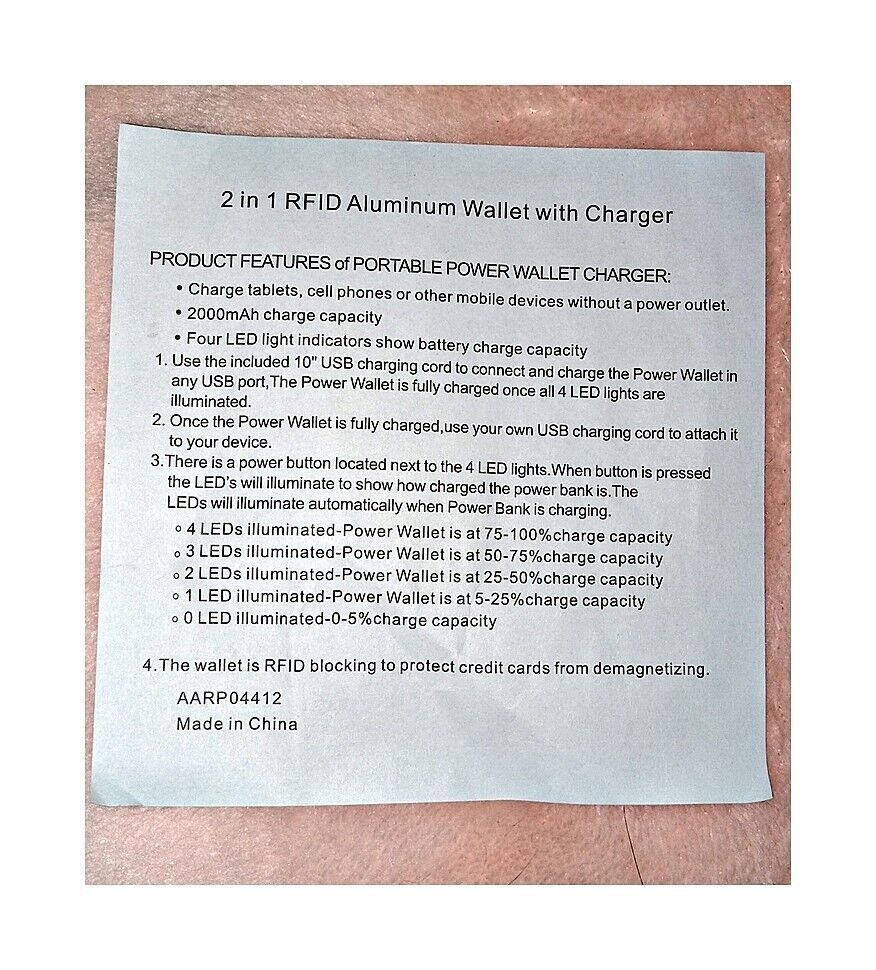 2 in 1 RFID Aluminum Wallet with Charger
PRODUCT FEATURES of PORTABLE POWER WALLET CHARGER:
• Charge tablets, cell phones or other mobile devices without a power outlet.
• 2000mAh charge capacity
• Four LED light indicators show battery charge capacity
1. Use the included 10" USB charging cord to connect and charge the Power Wallet in
any USB port,The Power Wallet is fully charged once all 4 LED lights are
illuminated.
2. Once the Power Wallet is fully charged,use your own USB charging cord to attach it
to your device.
3.There is a power button located next to the 4 LED lights.When button is pressed
the LED's will illuminate to show how charged the power bank is.The
LEDs will illuminate automatically when Power Bank is charging.
○ 4 LEDs illuminated-Power Wallet is at 75-100%charge capacity
○ 3 LEDs illuminated-Power Wallet is at 50-75%charge capacity
○ 2 LEDs illuminated-Power Wallet is at 25-50%charge capacity
○ 1 LED illuminated-Power Wallet is at 5-25%charge capacity
○ 0 LED illuminated-0-5%charge capacity
4.The wallet is RFID blocking to protect credit cards from demagnetizing.
AARP04412
Made in China